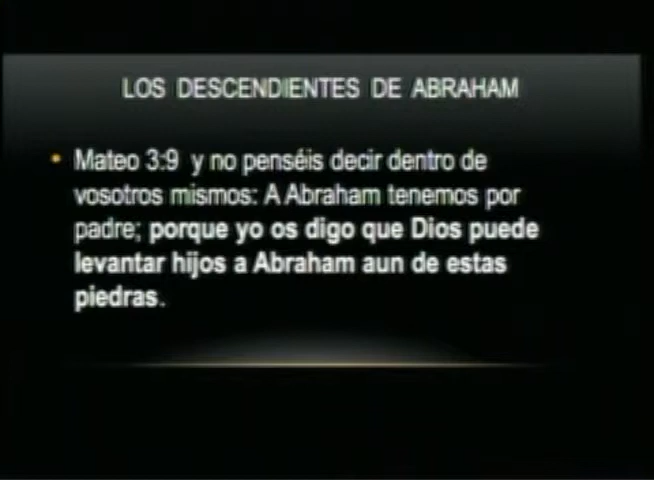 LOS DESCENDIENTES DE ABRAHAM
• Mateo 3:9 y no penséis decir dentro de
vosotros mismos: A Abraham tenemos por
padre; porque yo os digo que Dios puede
levantar hijos a Abraham aun de estas
piedras.